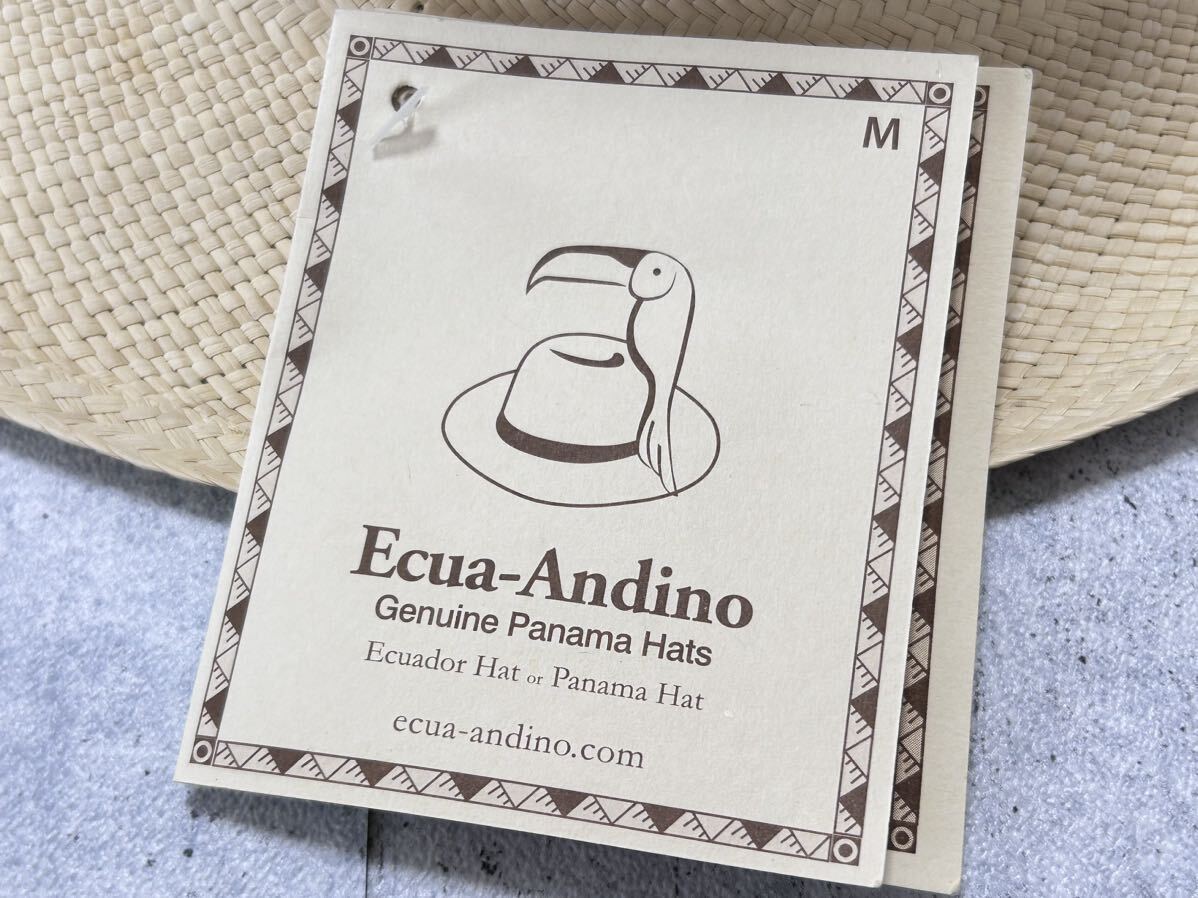 M
Ecua-Andino
Genuine Panama Hats
Ecuador Hat or Panama Hat
ecua-andino.com